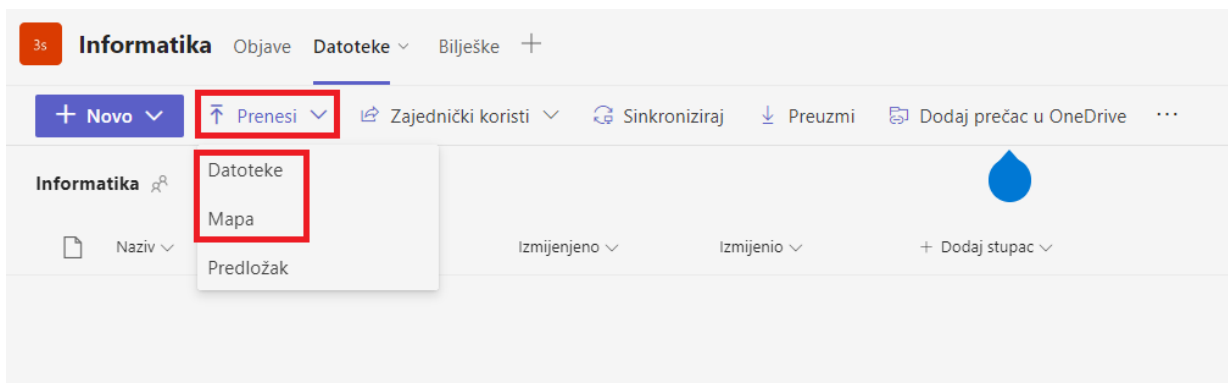 3s Informatika Objave Datoteke Bilješke
Novo Prenesi Zajednički koristi Sinkroniziraj Preuzmi Dodaj prečac u OneDrive ...
Datoteke
Informatika
Mapa
Naziv Izmijenjeno Izmijenio + Dodaj stupac
Predložak